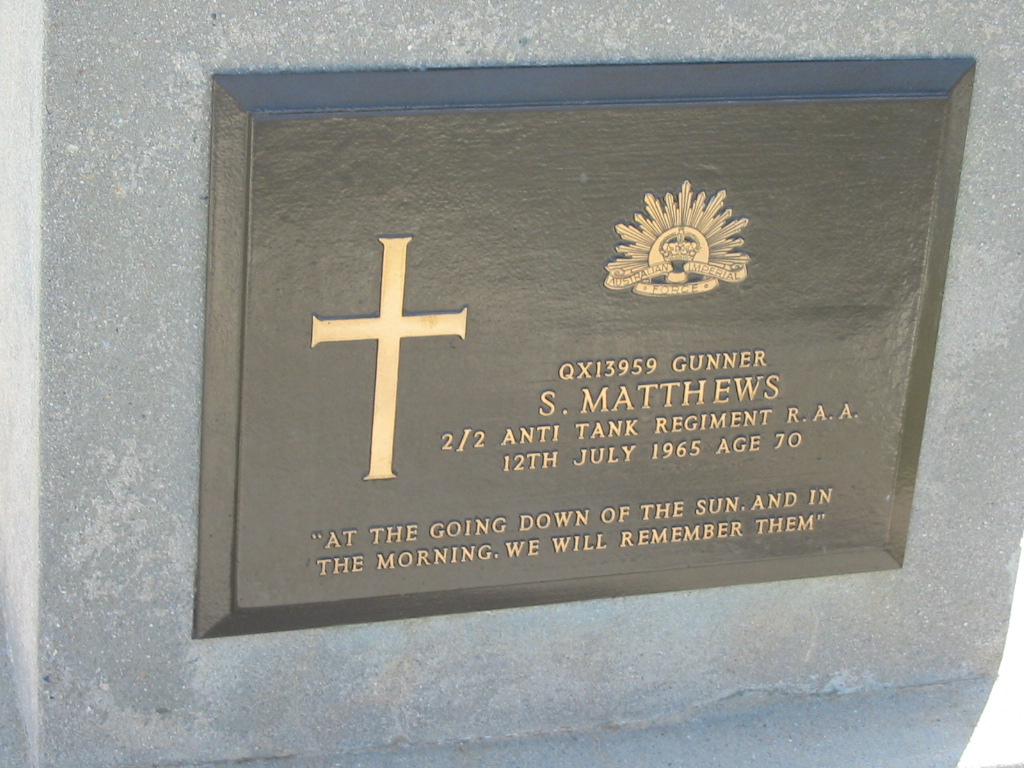 AUSTRALIAN IMPERIAL
FORCE
QX13959 GUNNER
S. MATTHEWS
2/2 ANTI TANK REGIMENT R.A.A.
12TH JULY 1965 AGE 70
"AT THE GOING DOWN OF THE SUN, AND IN
THE MORNING, WE WILL REMEMBER THEM"